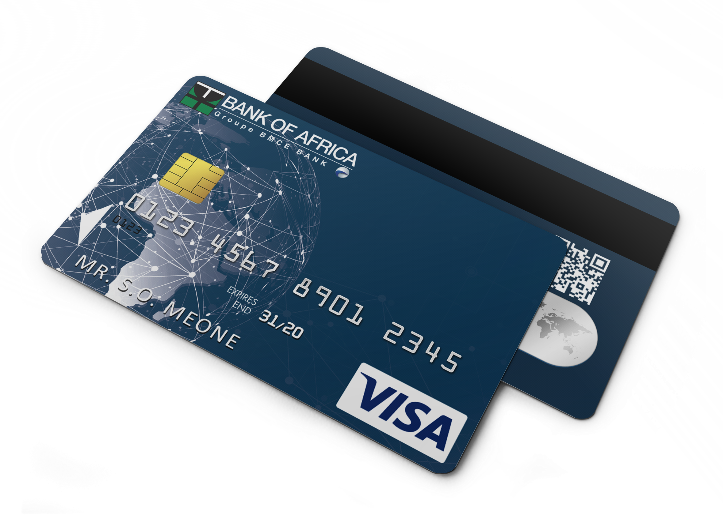 BANK OF AFRICA
Groupe BMCE BANK
0123 4567 8901 2345
EXPIRES
END
31/20
MR. S.O. MEONE
VISA